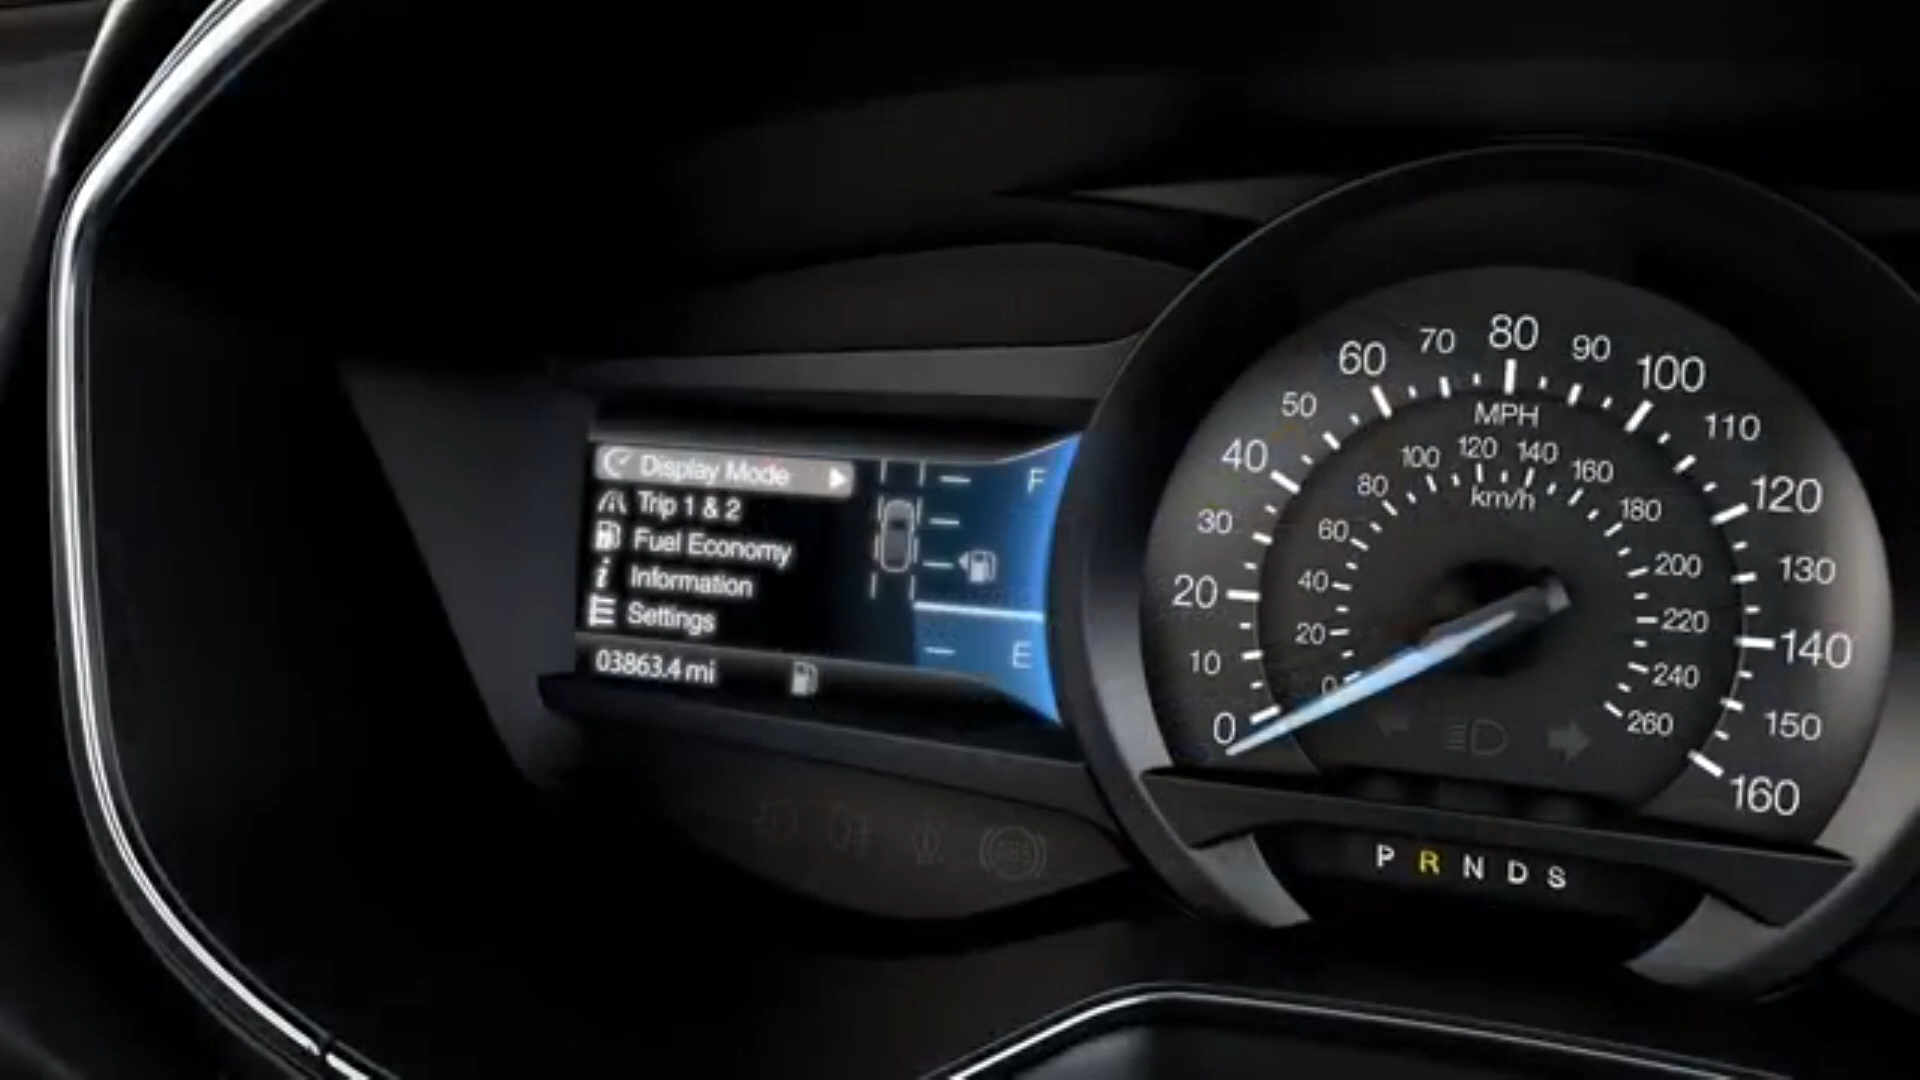 Display Mode
Trip 1 & 2
Fuel Economy
i Information
Settings
03863.4 mi
F
E
0
10
20
30
40
50
60
70
80
90
100
110
120
130
140
150
160
MPH
0
20
40
60
80
100
120
140
160
180
200
220
240
260
km/h
ABS
P R N D S